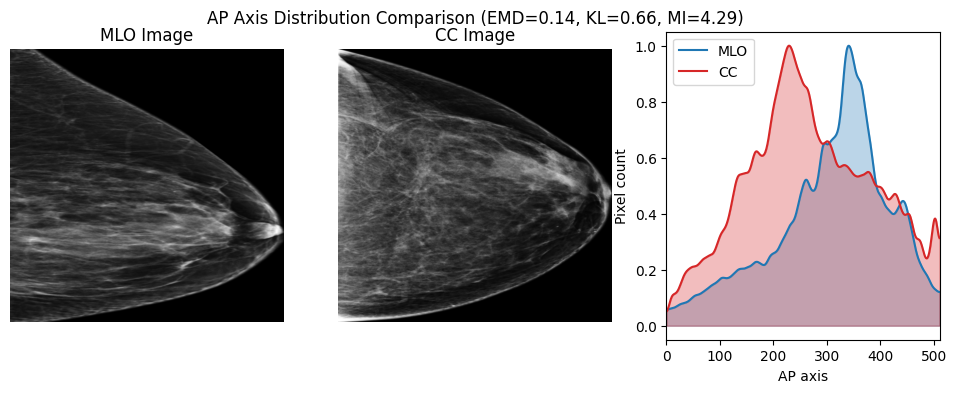 AP Axis Distribution Comparison (EMD=0.14, KL=0.66, MI=4.29)
MLO Image
CC Image
MLO
CC
Pixel count
1.0
0.8
0.6
0.4
0.2
0.0
0 100 200 300 400 500
AP axis